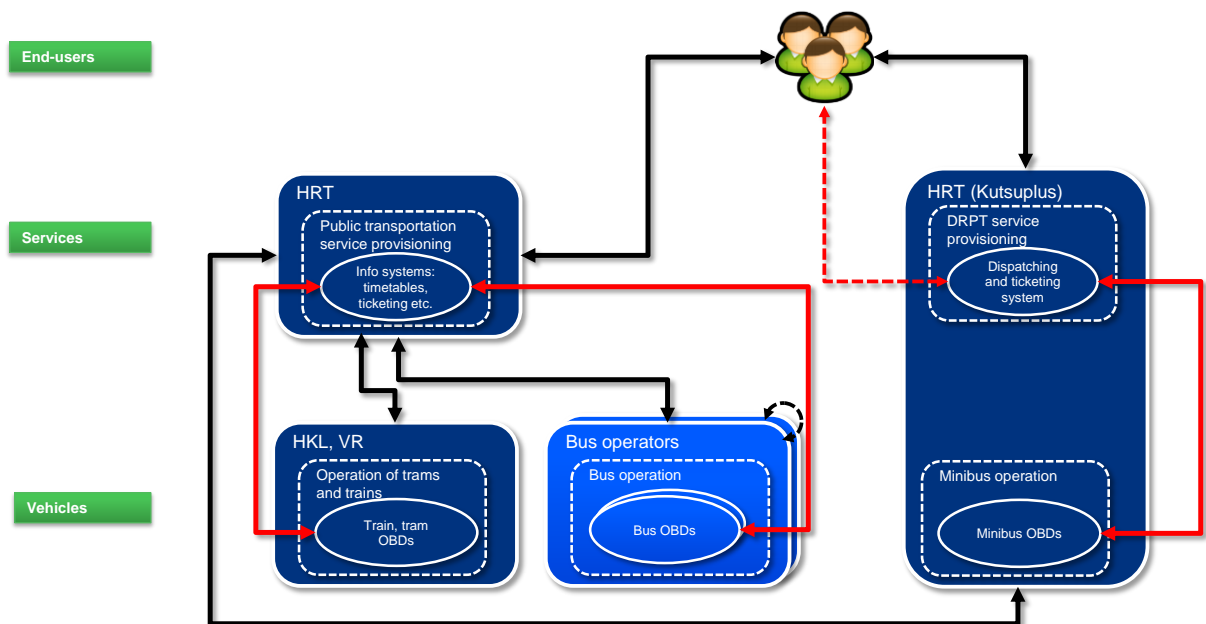 End-users
HRT
HRT (Kutsuplus)
Services
Public transportation
service provisioning
Info systems:
timetables,
ticketing etc.
DRPT service
provisioning
Dispatching
and ticketing
system
HKL, VR
Bus operators
Vehicles
Operation of trams
and trains
Train, tram
OBDs
Bus operation
Bus OBDs
Minibus operation
Minibus OBDs